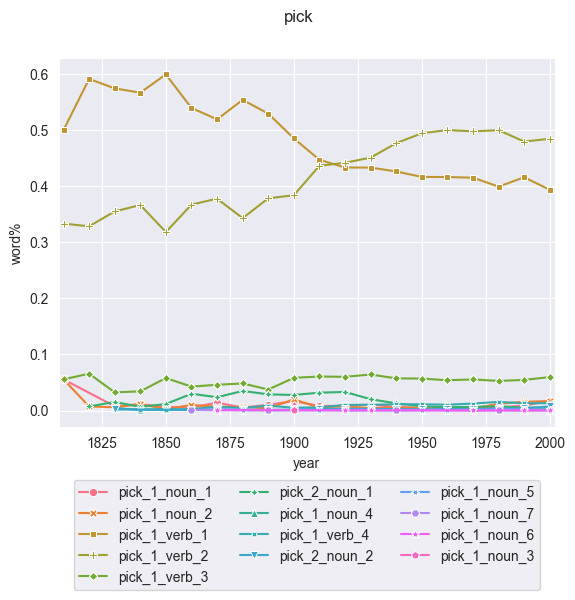 pick
0.6
0.5
0.4
0.3
0.2
0.1
0.0
word%
1825 1850 1875 1900 1925 1950 1975 2000
year
pick_1_noun_1 pick_2_noun_1 pick_1_noun_5
pick_1_noun_2 pick_1_noun_4 pick_1_noun_7
pick_1_verb_1 pick_1_verb_4 pick_1_noun_6
pick_1_verb_2 pick_2_noun_2 pick_1_noun_3
pick_1_verb_3